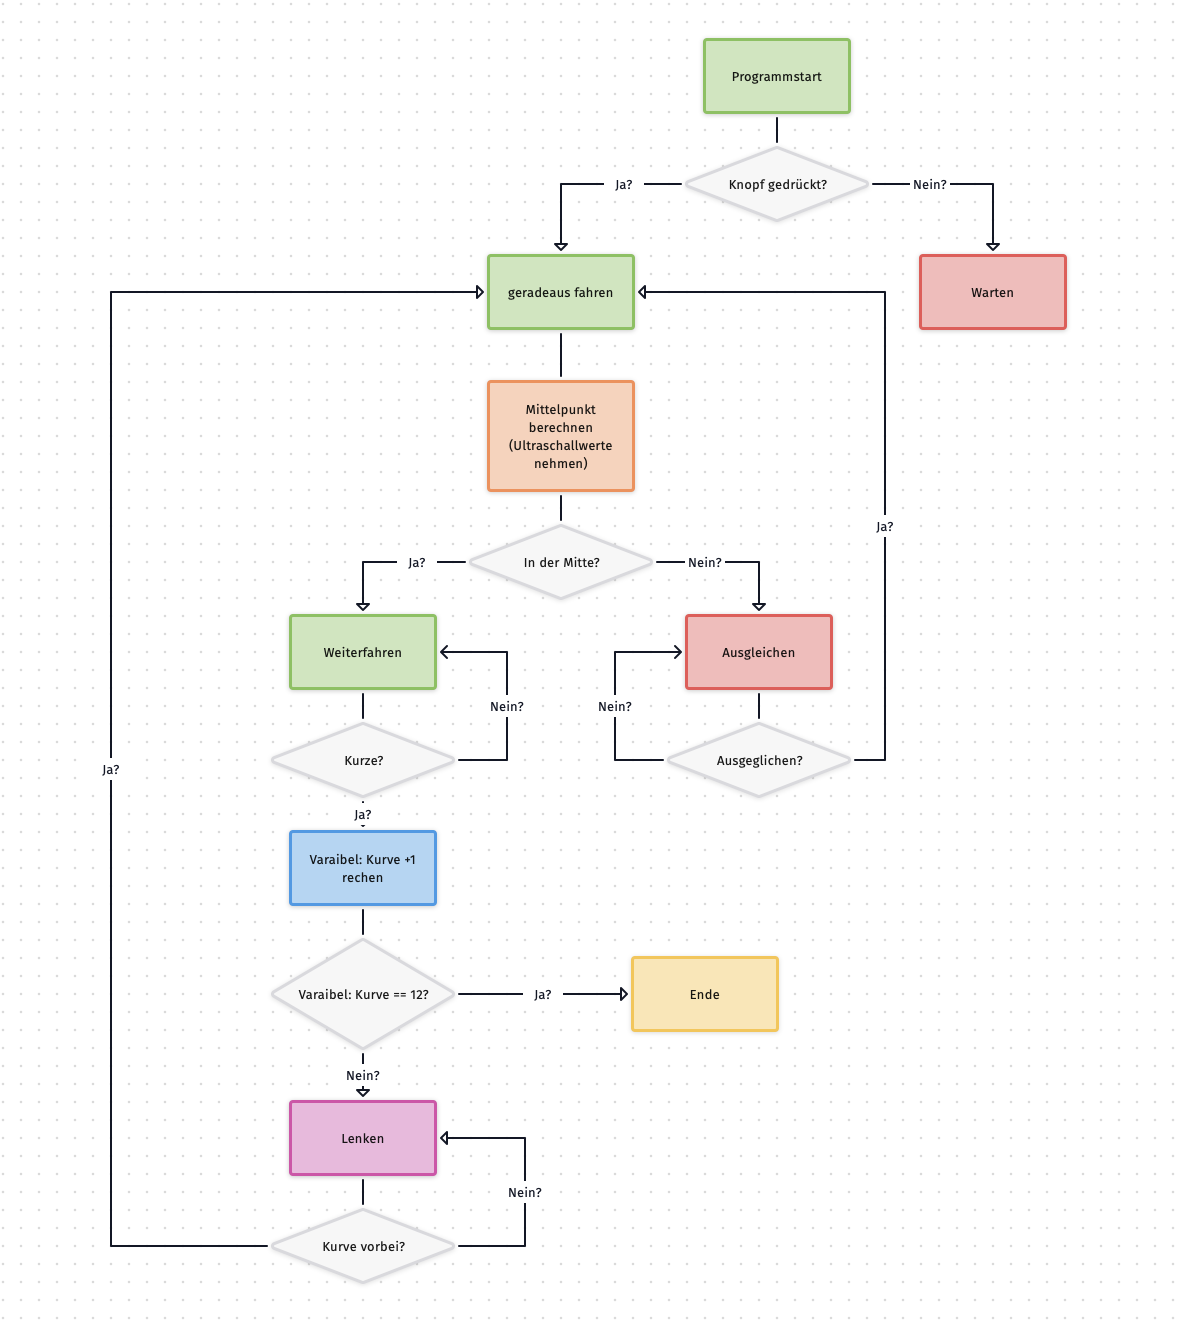 Programmstart
Knopf gedrückt?
Ja?
Nein?
geradeaus fahren
Warten
Mittelpunkt
berechnen
(Ultraschallwerte
nehmen)
Ja?
In der Mitte?
Ja?
Nein?
Weiterfahren
Ausgleichen
Nein?
Nein?
Kurze?
Ausgeglichen?
Ja?
Ja?
Varaibel: Kurve +1
rechen
Varaibel: Kurve == 12?
Ja?
Ende
Nein?
Lenken
Nein?
Kurve vorbei?